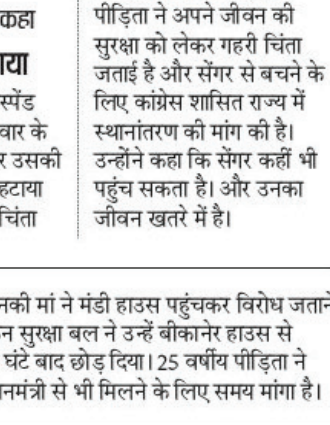 कहा
या
स्पेंड
वार के
र उसकी
हटाया
चिंता
पीड़िता ने अपने जीवन की
सुरक्षा को लेकर गहरी चिंता
जताई है और सेंगर से बचने के
लिए कांग्रेस शासित राज्य में
स्थानांतरण की मांग की है।
उन्होंने कहा कि सेंगर कहीं भी
पहुंच सकता है। और उनका
जीवन खतरे में है।
नकी मां ने मंडी हाउस पहुंचकर विरोध जताने
न सुरक्षा बल ने उन्हें बीकानेर हाउस से
घंटे बाद छोड़ दिया। 25 वर्षीय पीड़िता ने
नमंत्री से भी मिलने के लिए समय मांगा है।